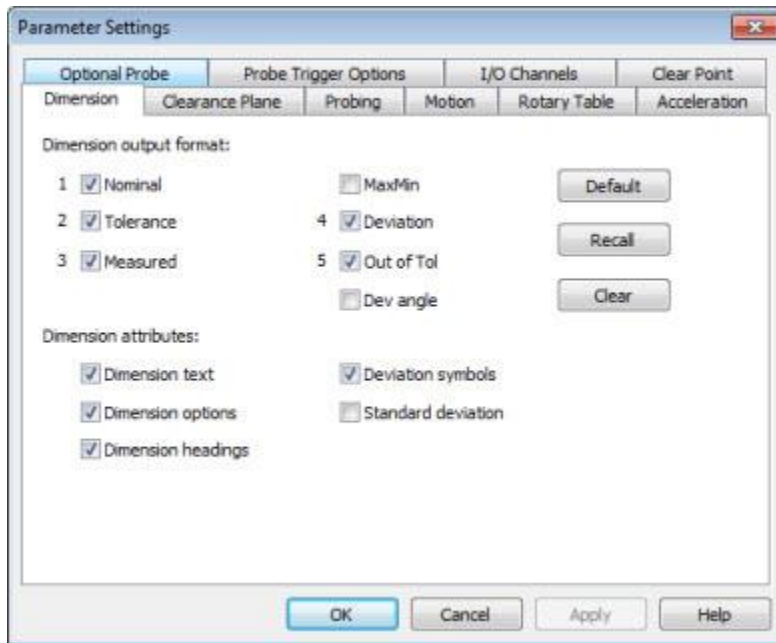 Parameter Settings
Optional Probe Probe Trigger Options I/O Channels Clear Point
Dimension Clearance Plane Probing Motion Rotary Table Acceleration
Dimension output format:
1 Nominal MaxMin Default
2 Tolerance 4 Deviation
Recall
3 Measured 5 Out of Tol
Dev angle Clear
Dimension attributes:
Dimension text Deviation symbols
Dimension options Standard deviation
Dimension headings
OK Cancel Apply Help